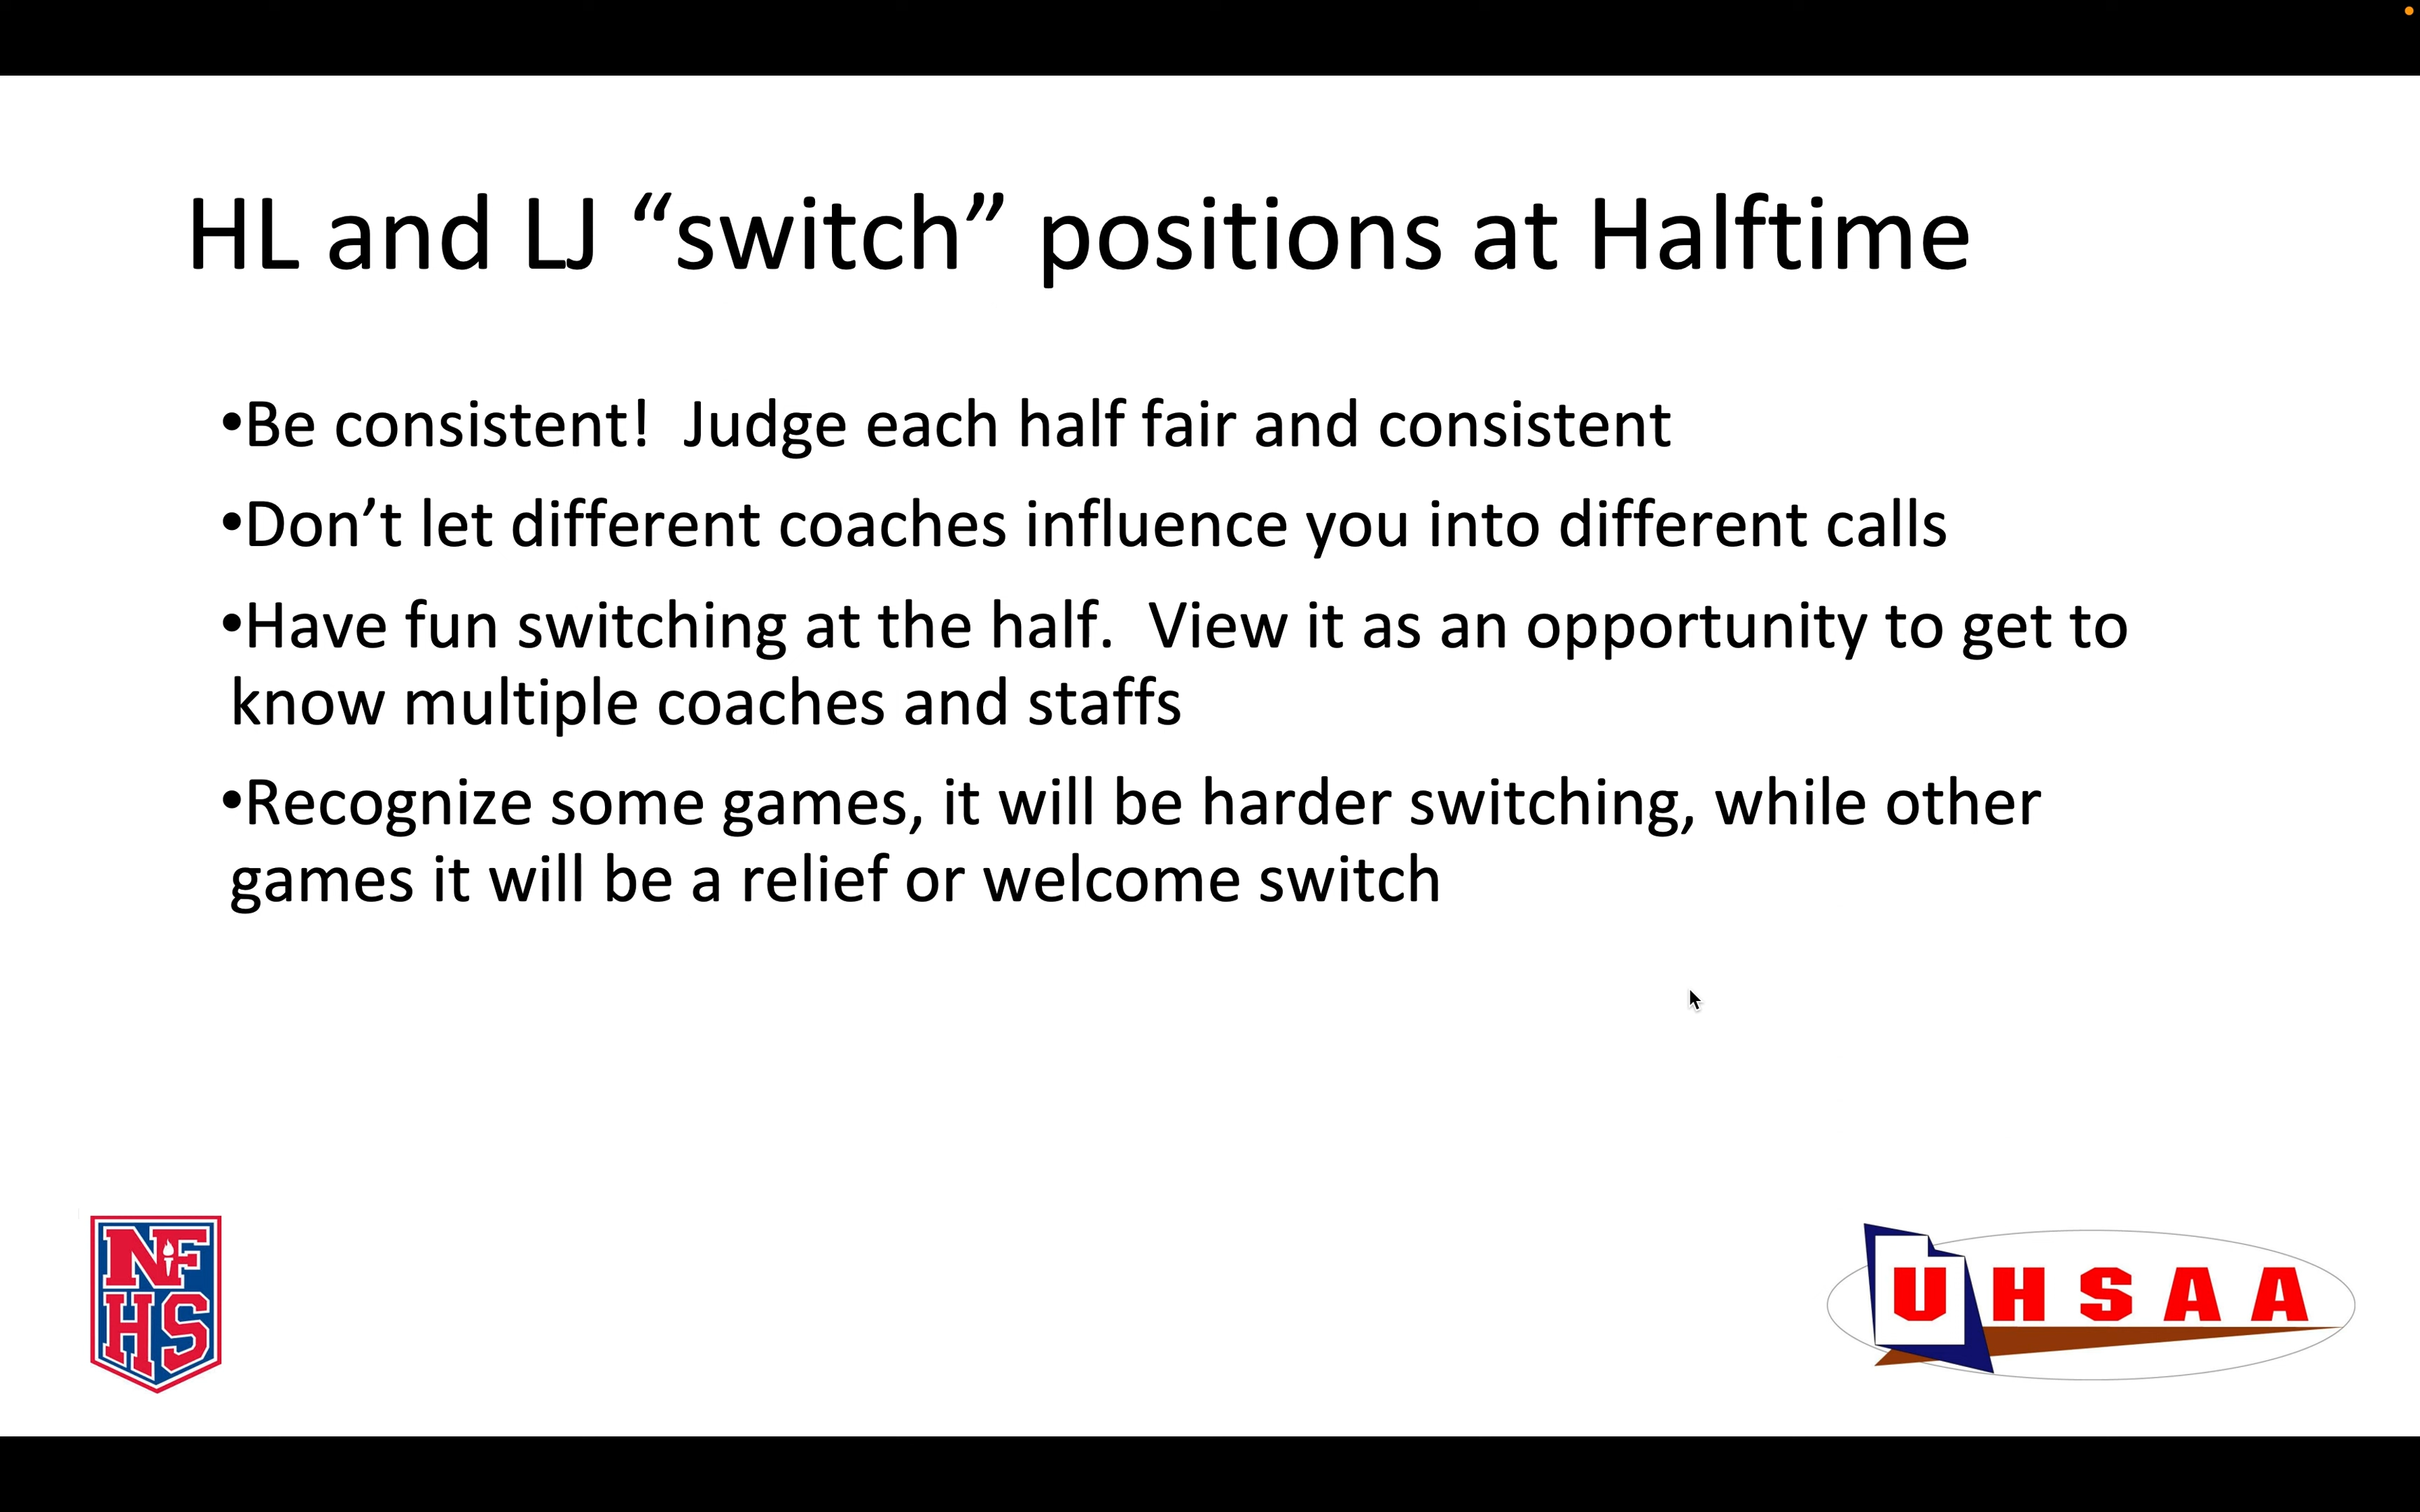 HL and LJ “switch” positions at Halftime
•Be consistent!  Judge each half fair and consistent
•Don’t let different coaches influence you into different calls
•Have fun switching at the half.  View it as an opportunity to get to
know multiple coaches and staffs
•Recognize some games, it will be harder switching, while other
games it will be a relief or welcome switch
NF
HS
UHSAA